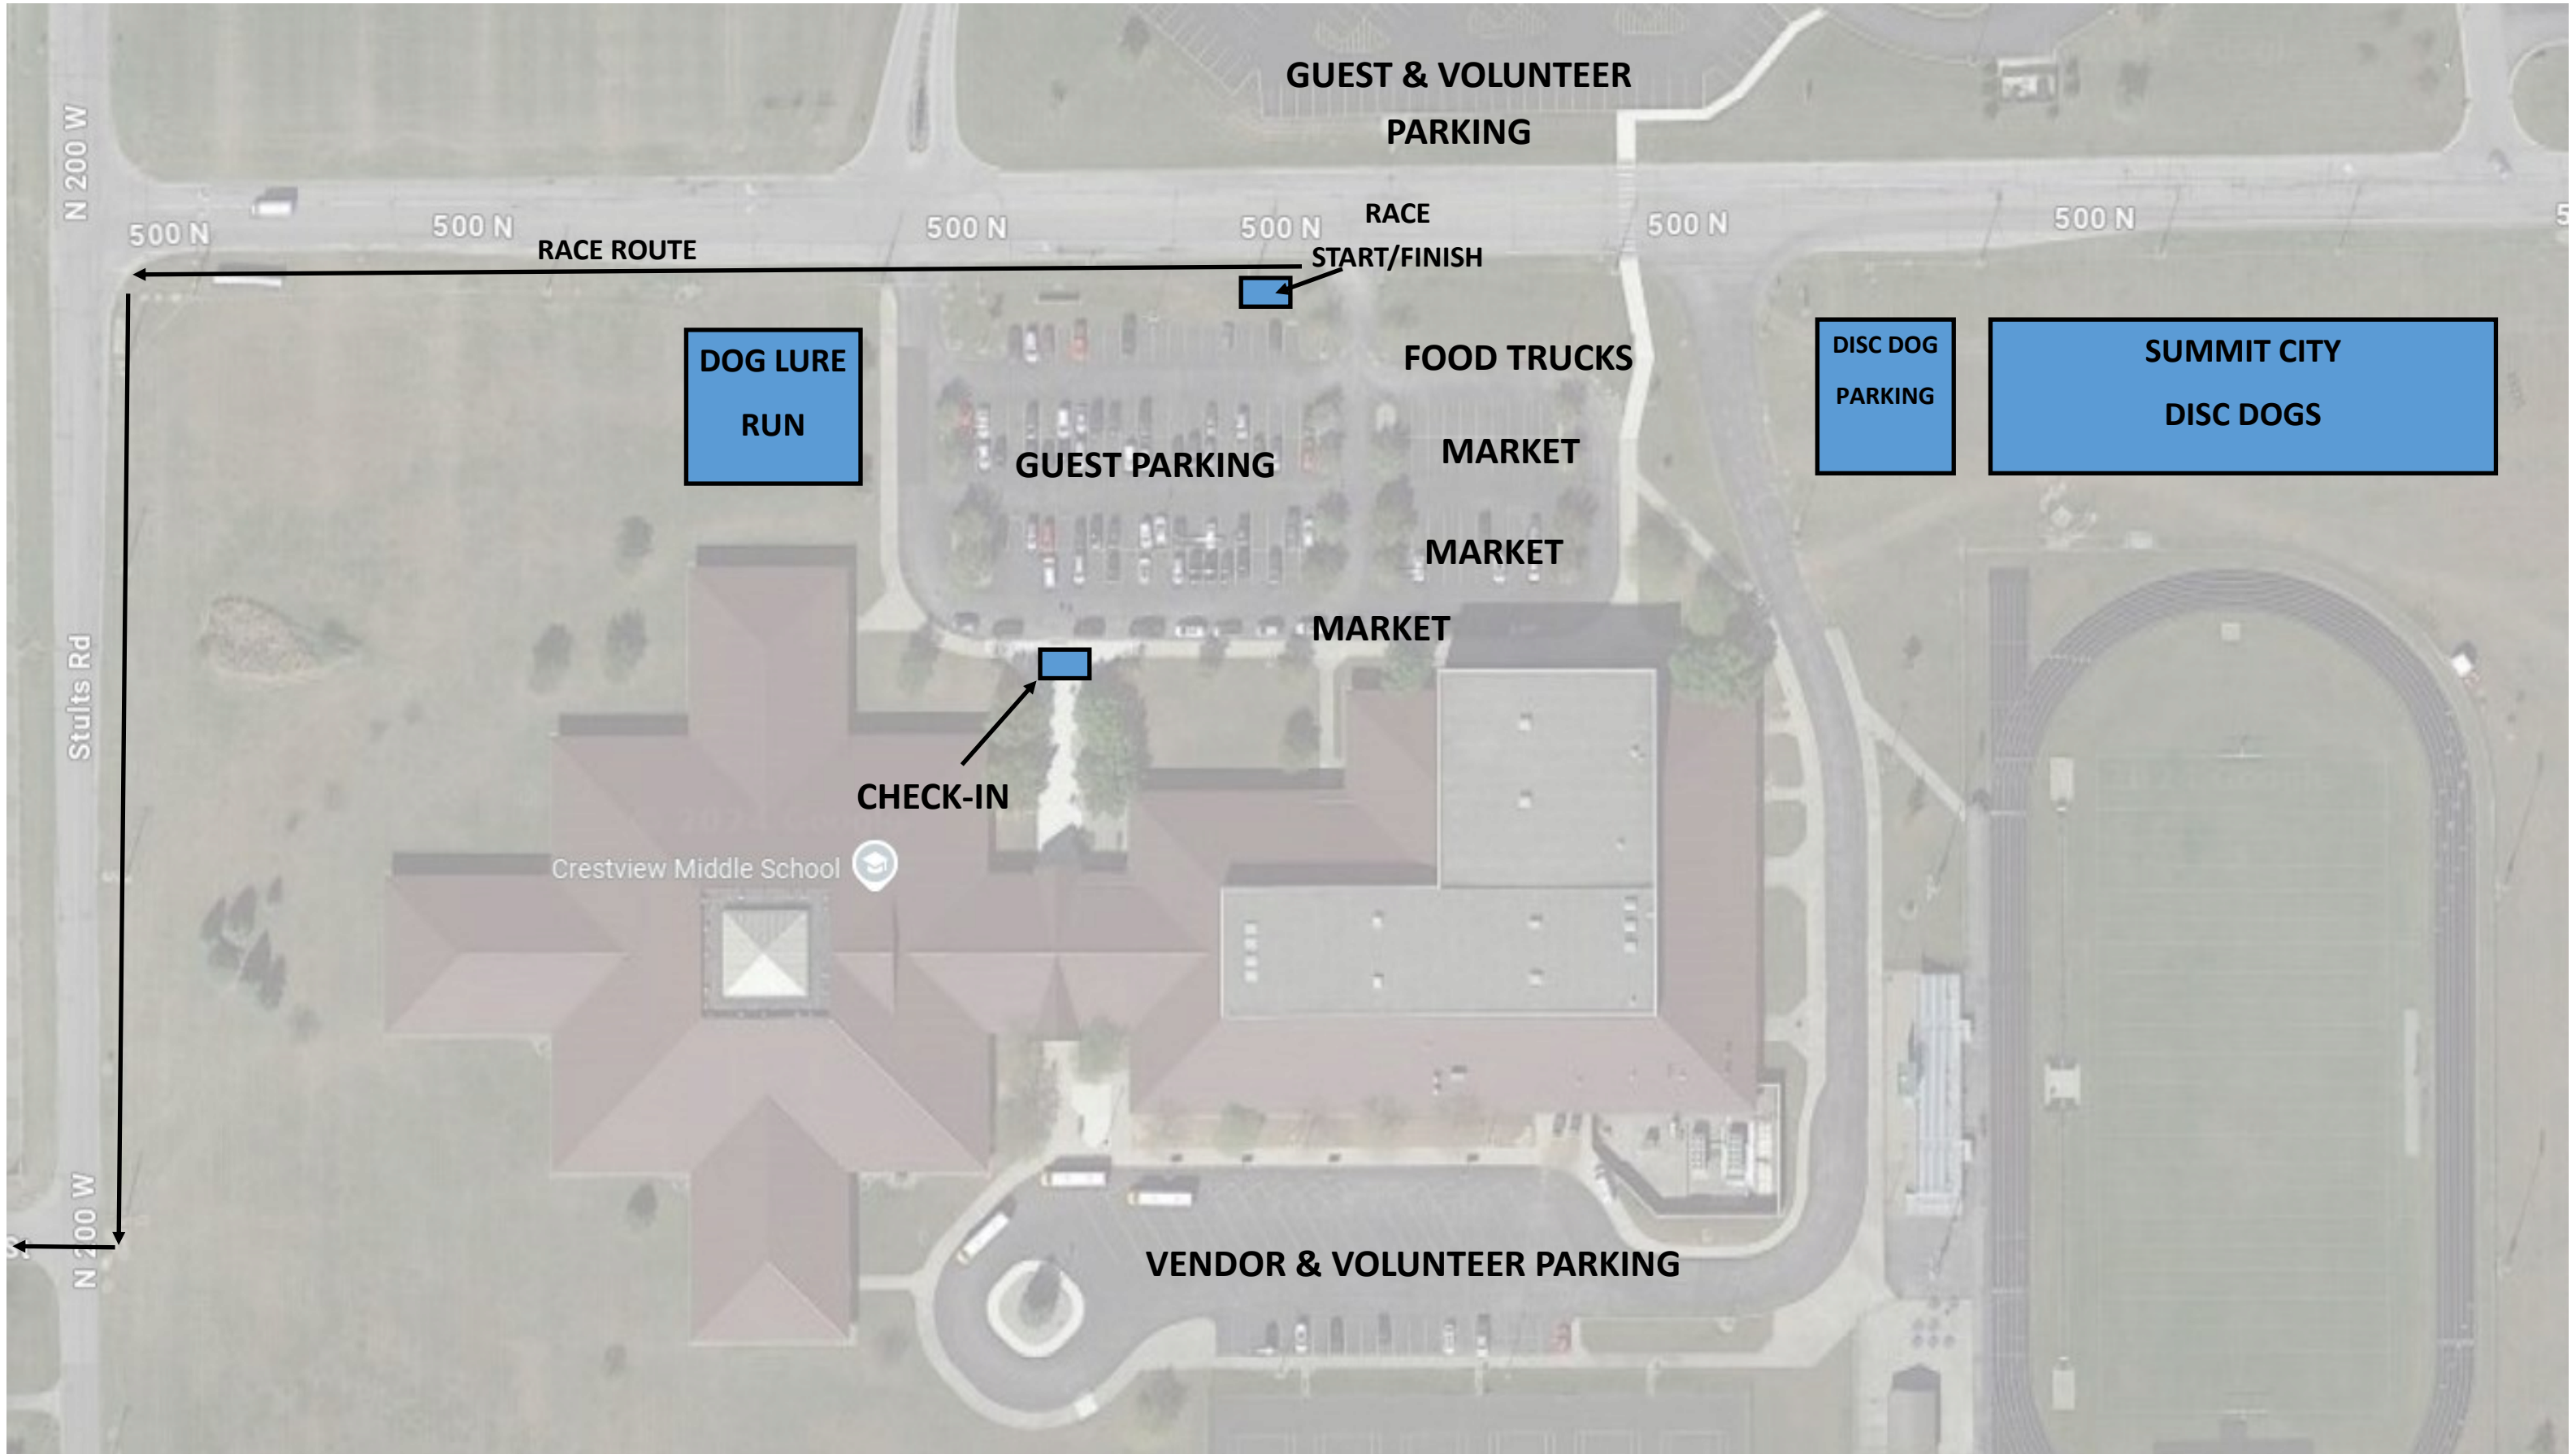 GUEST & VOLUNTEER
PARKING
N 200 W
RACE
START/FINISH
500 N
500 N
500 N
500 N
500 N
500 N
5
RACE ROUTE
DOG LURE
RUN
FOOD TRUCKS
DISC DOG
PARKING
SUMMIT CITY
DISC DOGS
GUEST PARKING
MARKET
MARKET
MARKET
Stults Rd
CHECK-IN
Crestview Middle School
N 200 W
VENDOR & VOLUNTEER PARKING